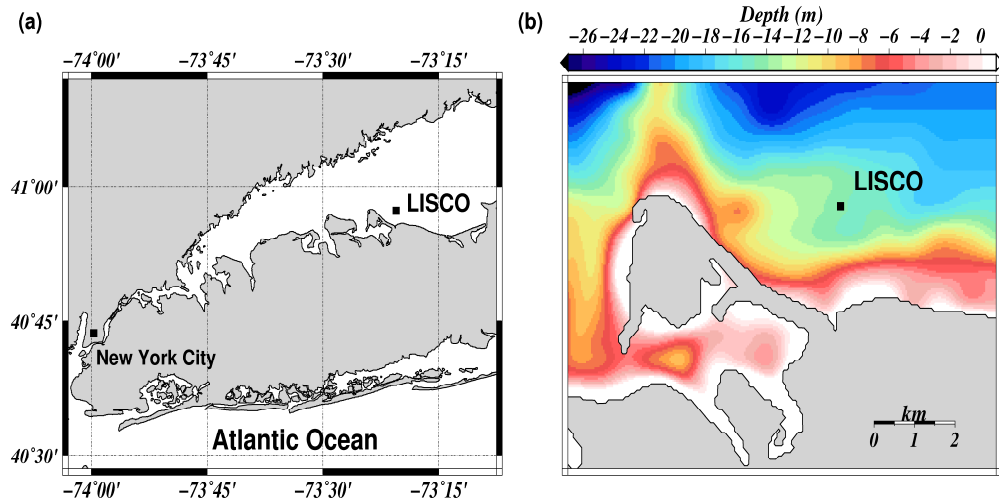 (a)
(b)
Depth (m)
−26 −24 −22 −20 −18 −16 −14 −12 −10 −8 −6 −4 −2 0
−74˚00' −73˚45' −73˚30' −73˚15'
41˚00'
40˚45'
40˚30'
LISCO
New York City
Atlantic Ocean
−74˚00' −73˚45' −73˚30' −73˚15'
LISCO
km
0 1 2